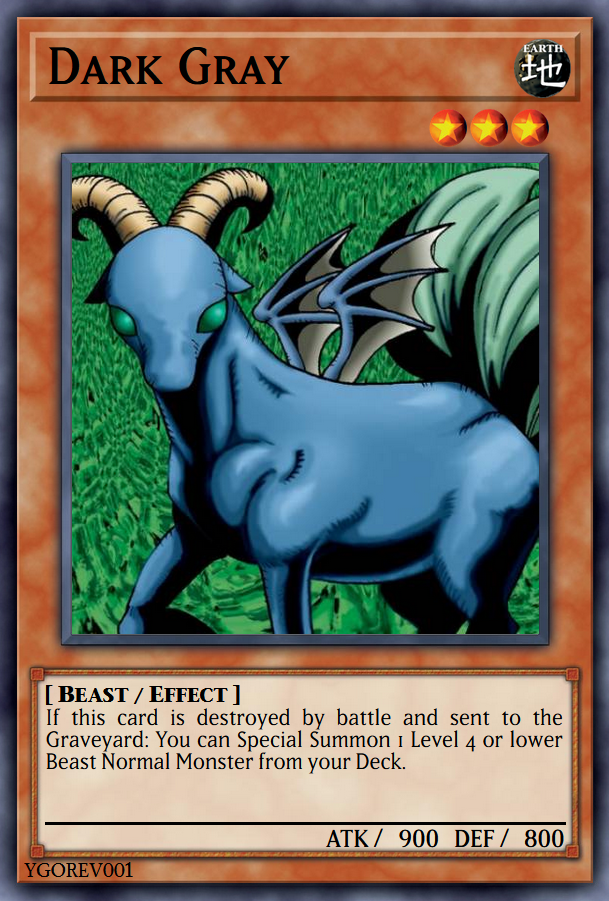 Dark Gray
EARTH
地
[ Beast / Effect ]
If this card is destroyed by battle and sent to the
Graveyard: You can Special Summon 1 Level 4 or lower
Beast Normal Monster from your Deck.
ATK / 900 DEF / 800
YGOREV001